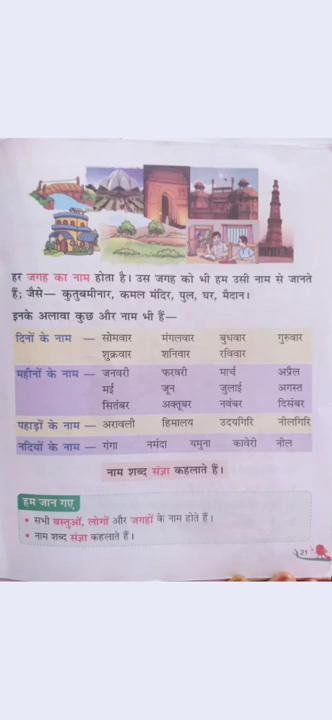 हर जगह का नाम होता है। उस जगह को भी हम उसी नाम से जानते
हैं; जैसे— कुतुबमीनार, कमल मंदिर, पुल, घर, मैदान।
इनके अलावा कुछ और नाम भी हैं—
दिनों के नाम — सोमवार मंगलवार बुधवार गुरुवार
शुक्रवार शनिवार रविवार
महीनों के नाम — जनवरी फरवरी मार्च अप्रैल
मई जून जुलाई अगस्त
सितंबर अक्तूबर नवंबर दिसंबर
पहाड़ों के नाम — अरावली हिमालय उदयगिरि नीलगिरि
नदियों के नाम — गंगा नर्मदा यमुना कावेरी नील
नाम शब्द संज्ञा कहलाते हैं।
हम जान गए
• सभी वस्तुओं, लोगों और जगहों के नाम होते हैं।
• नाम शब्द संज्ञा कहलाते हैं।
21